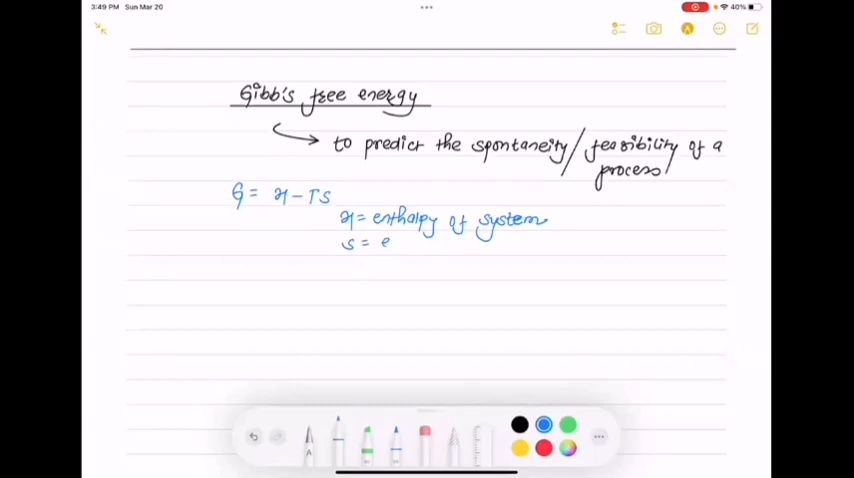 3:49 PM Sun Mar 20
40%
Gibb's free energy
to predict the spontaneity/feasibility of a
process
G = H - TS
H = enthalpy of system
S = e
A